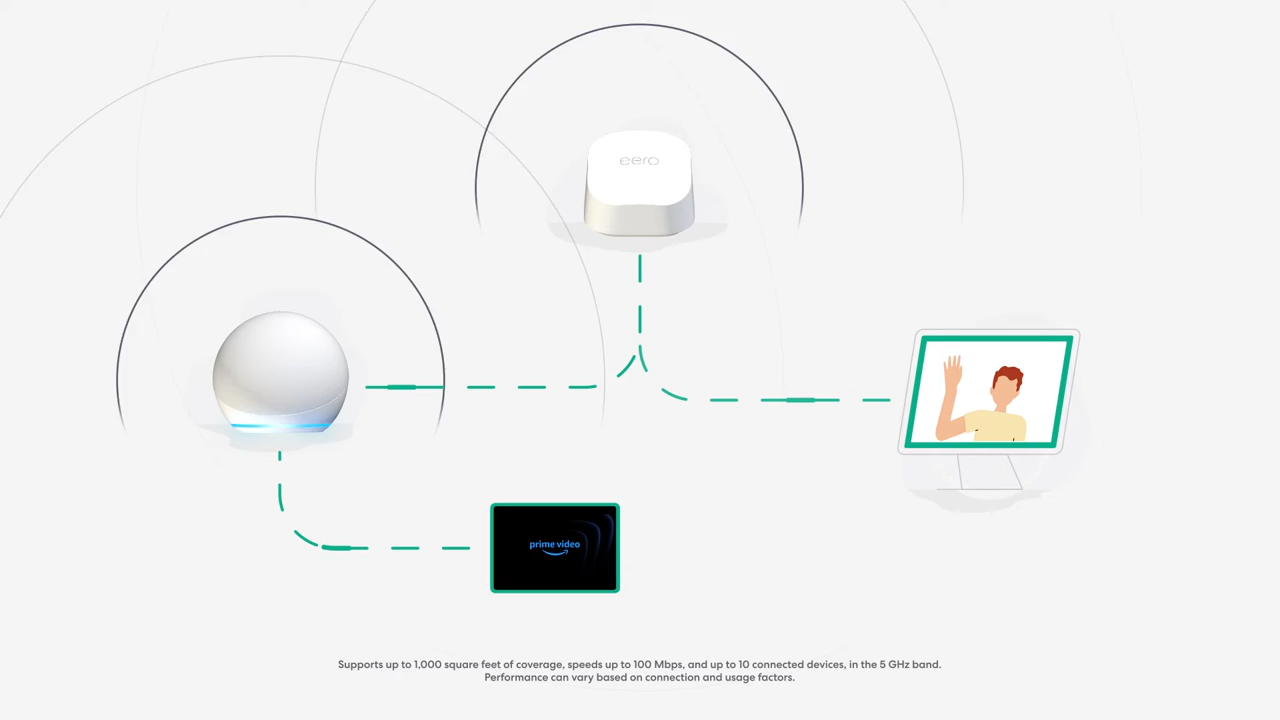 eero
prime video
Supports up to 1,000 square feet of coverage, speeds up to 100 Mbps, and up to 10 connected devices, in the 5 GHz band.
Performance can vary based on connection and usage factors.